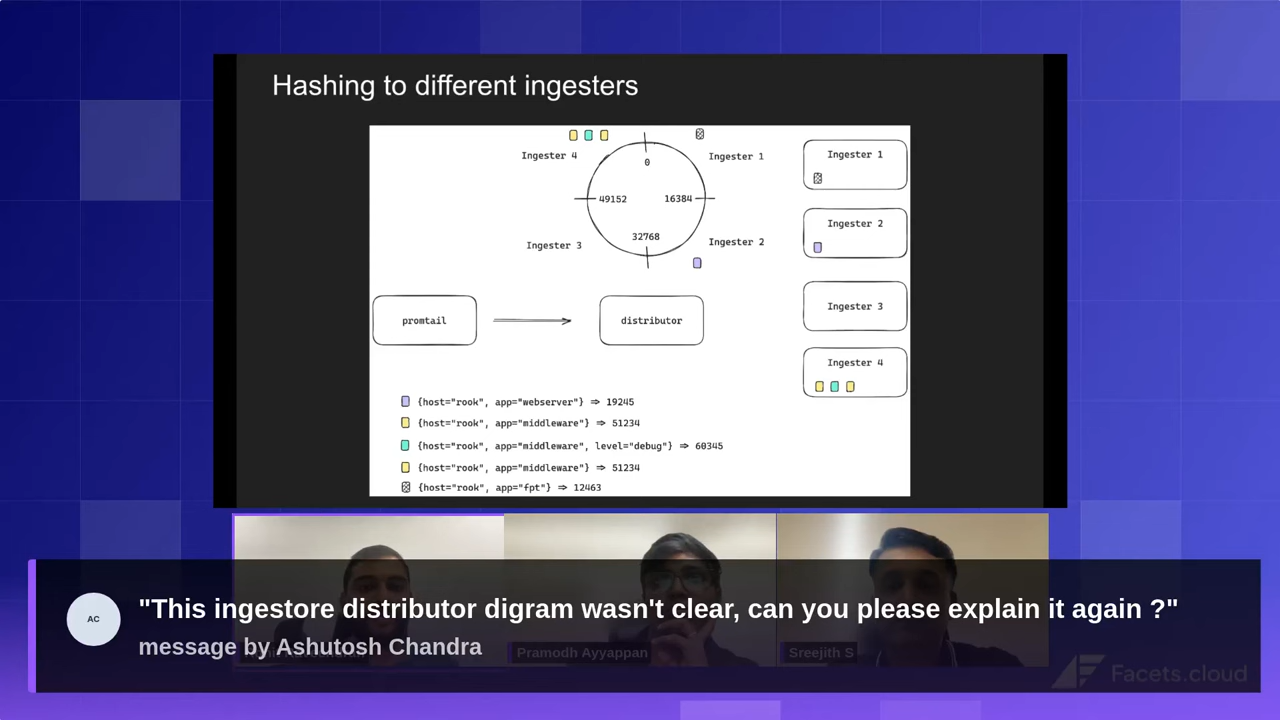 Hashing to different ingesters
Ingester 4
Ingester 1
0
49152
16384
32768
Ingester 3
Ingester 2
promtail
distributor
Ingester 1
Ingester 2
Ingester 3
Ingester 4
{host="rook", app="webserver"} => 19245
{host="rook", app="middleware"} => 51234
{host="rook", app="middleware", level="debug"} => 60345
{host="rook", app="middleware"} => 51234
{host="rook", app="fpt"} => 12463
AC
"This ingestore distributor digram wasn't clear, can you please explain it again ?"
message by Ashutosh Chandra
Pramodh Ayyappan
Sreejith S
Facets.cloud